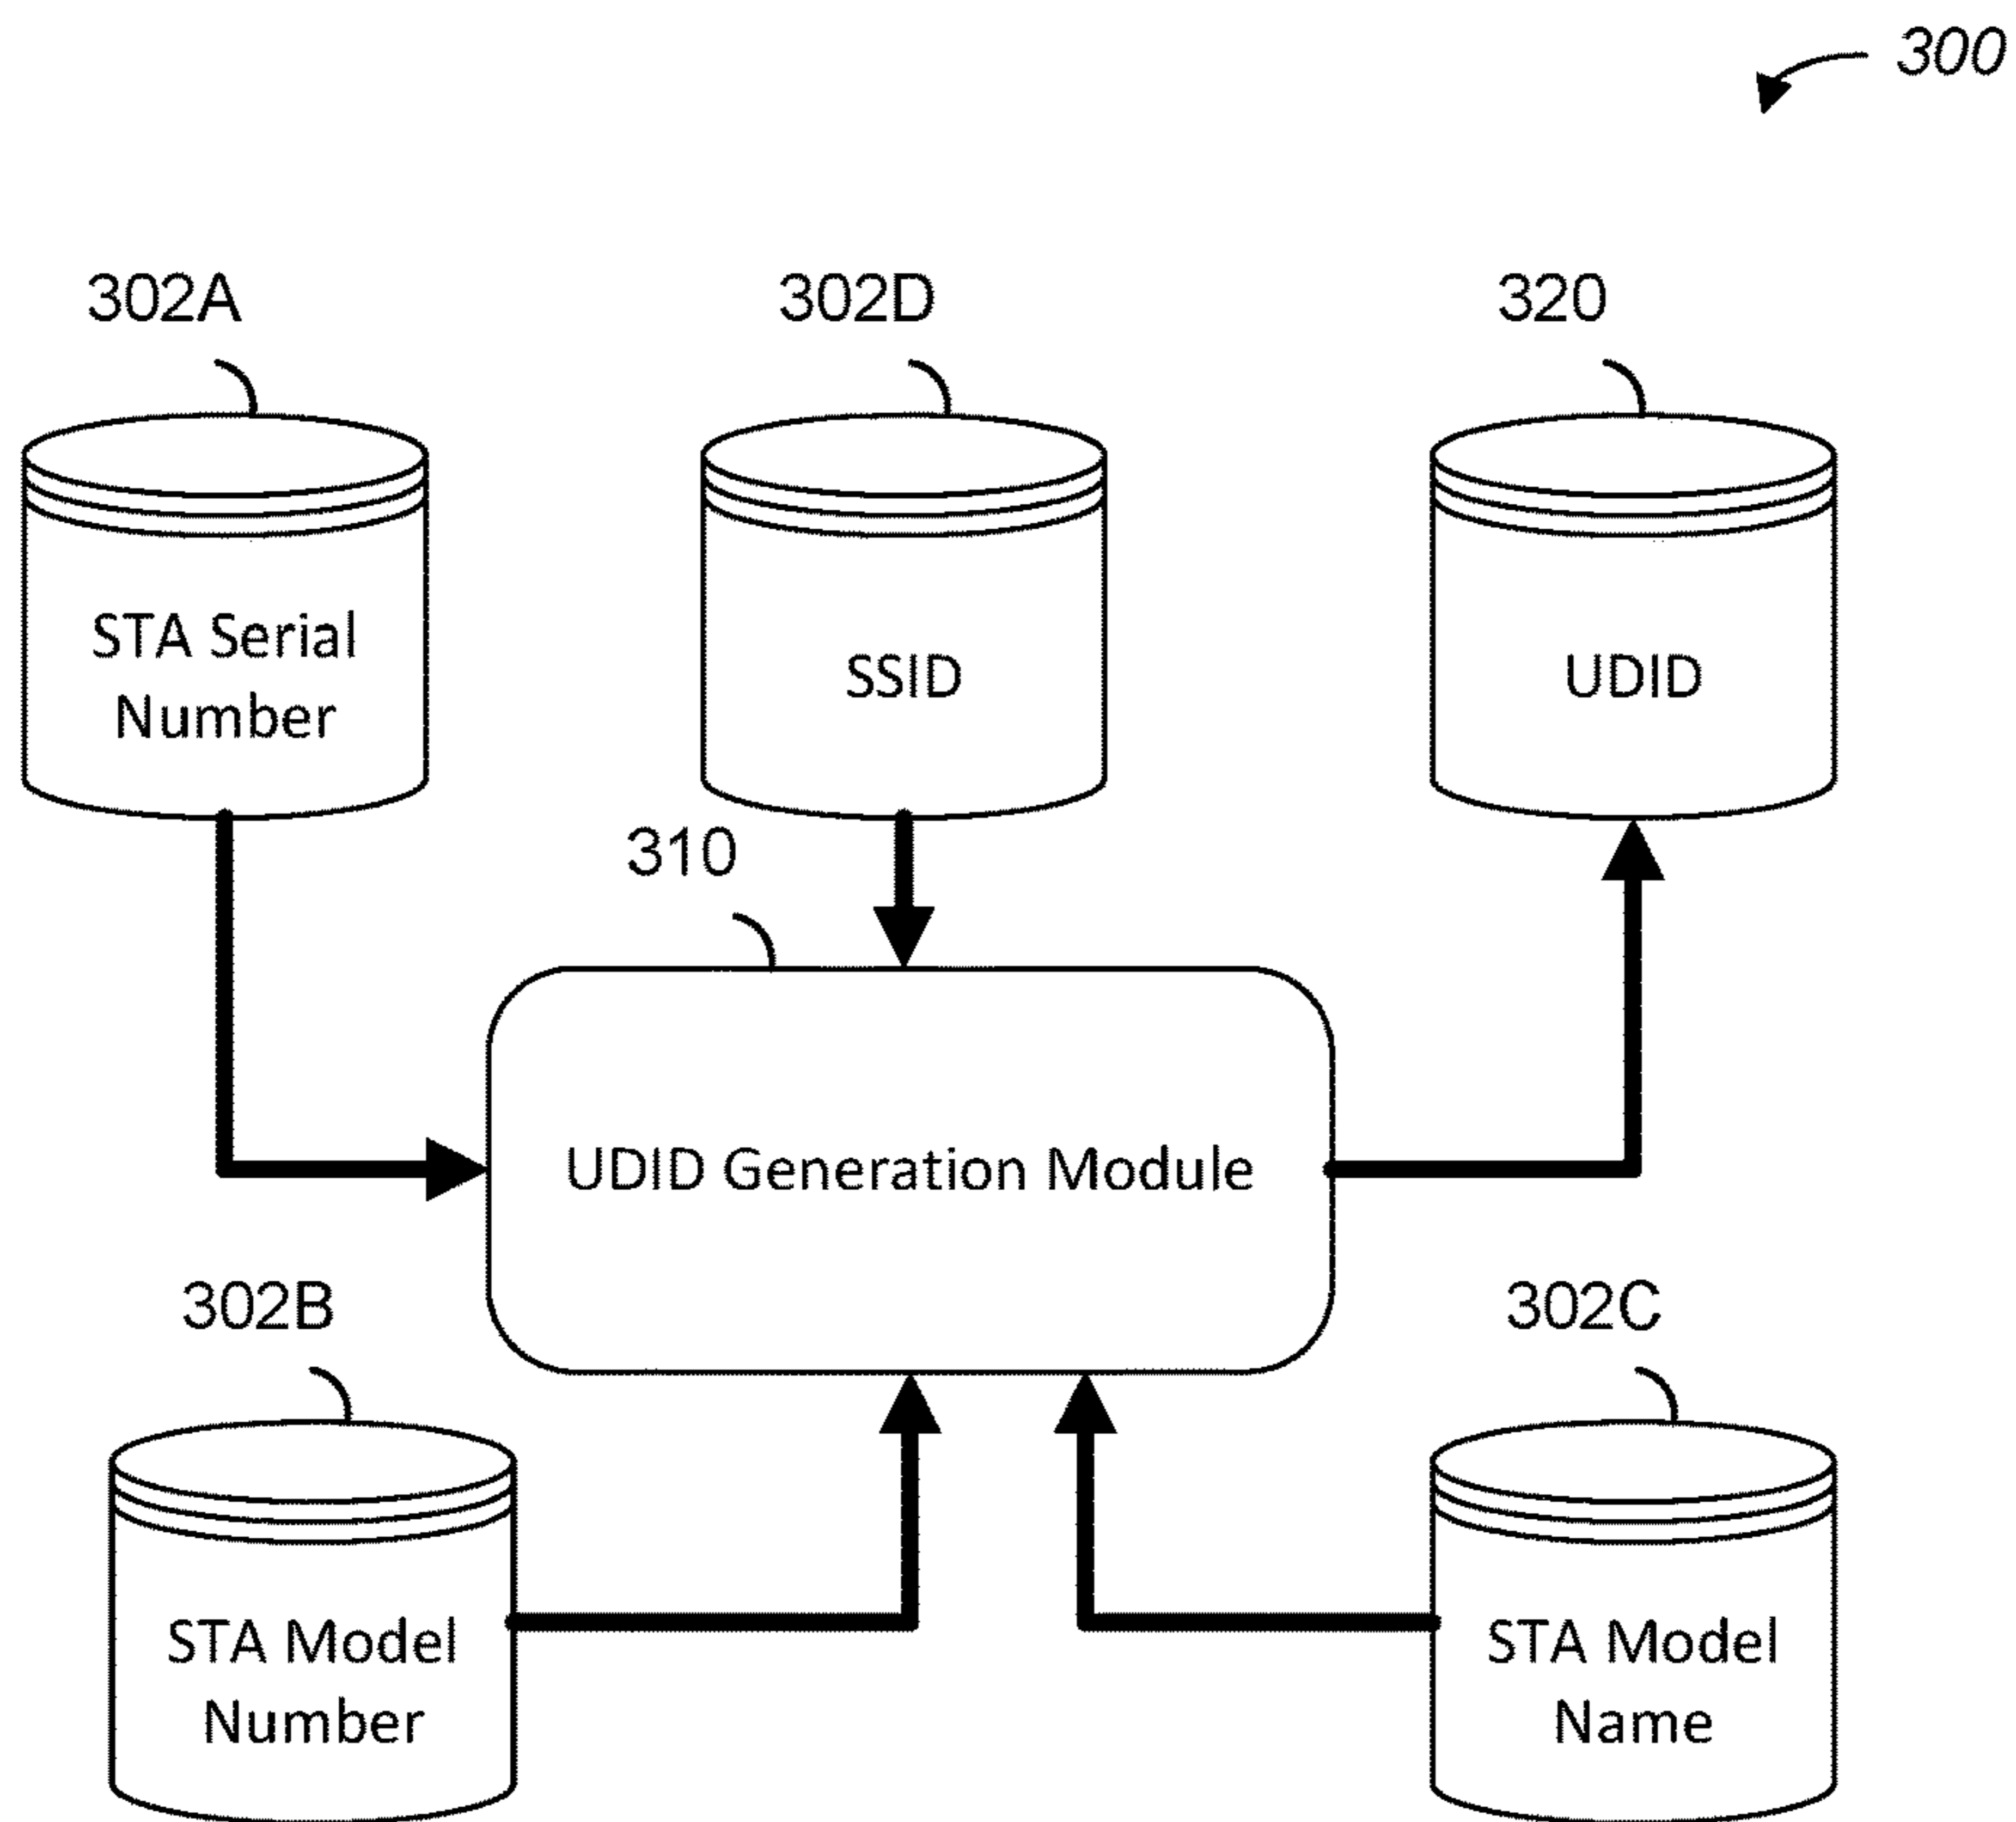 300
302A
302D
320
STA Serial
Number
SSID
UDID
310
UDID Generation Module
302B
302C
STA Model
Number
STA Model
Name